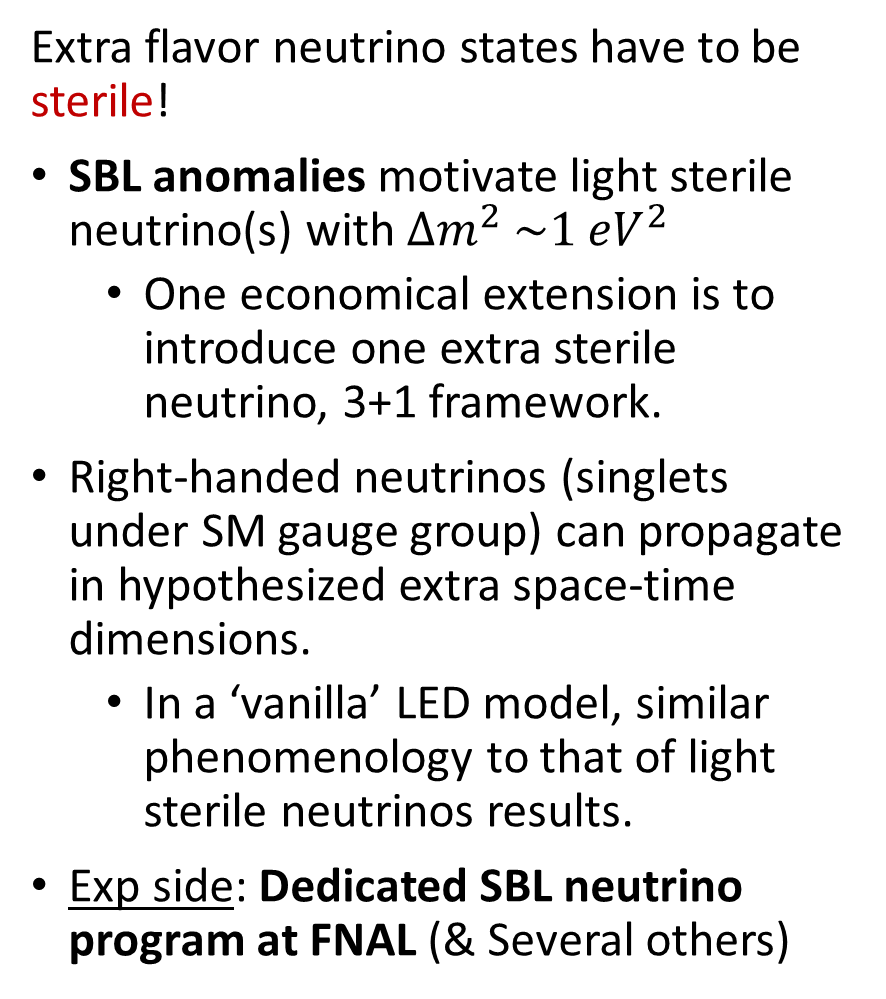 Extra flavor neutrino states have to be
sterile!
• SBL anomalies motivate light sterile
neutrino(s) with Δm² ~1 eV²
• One economical extension is to
introduce one extra sterile
neutrino, 3+1 framework.
• Right-handed neutrinos (singlets
under SM gauge group) can propagate
in hypothesized extra space-time
dimensions.
• In a ‘vanilla’ LED model, similar
phenomenology to that of light
sterile neutrinos results.
• Exp side: Dedicated SBL neutrino
program at FNAL (& Several others)